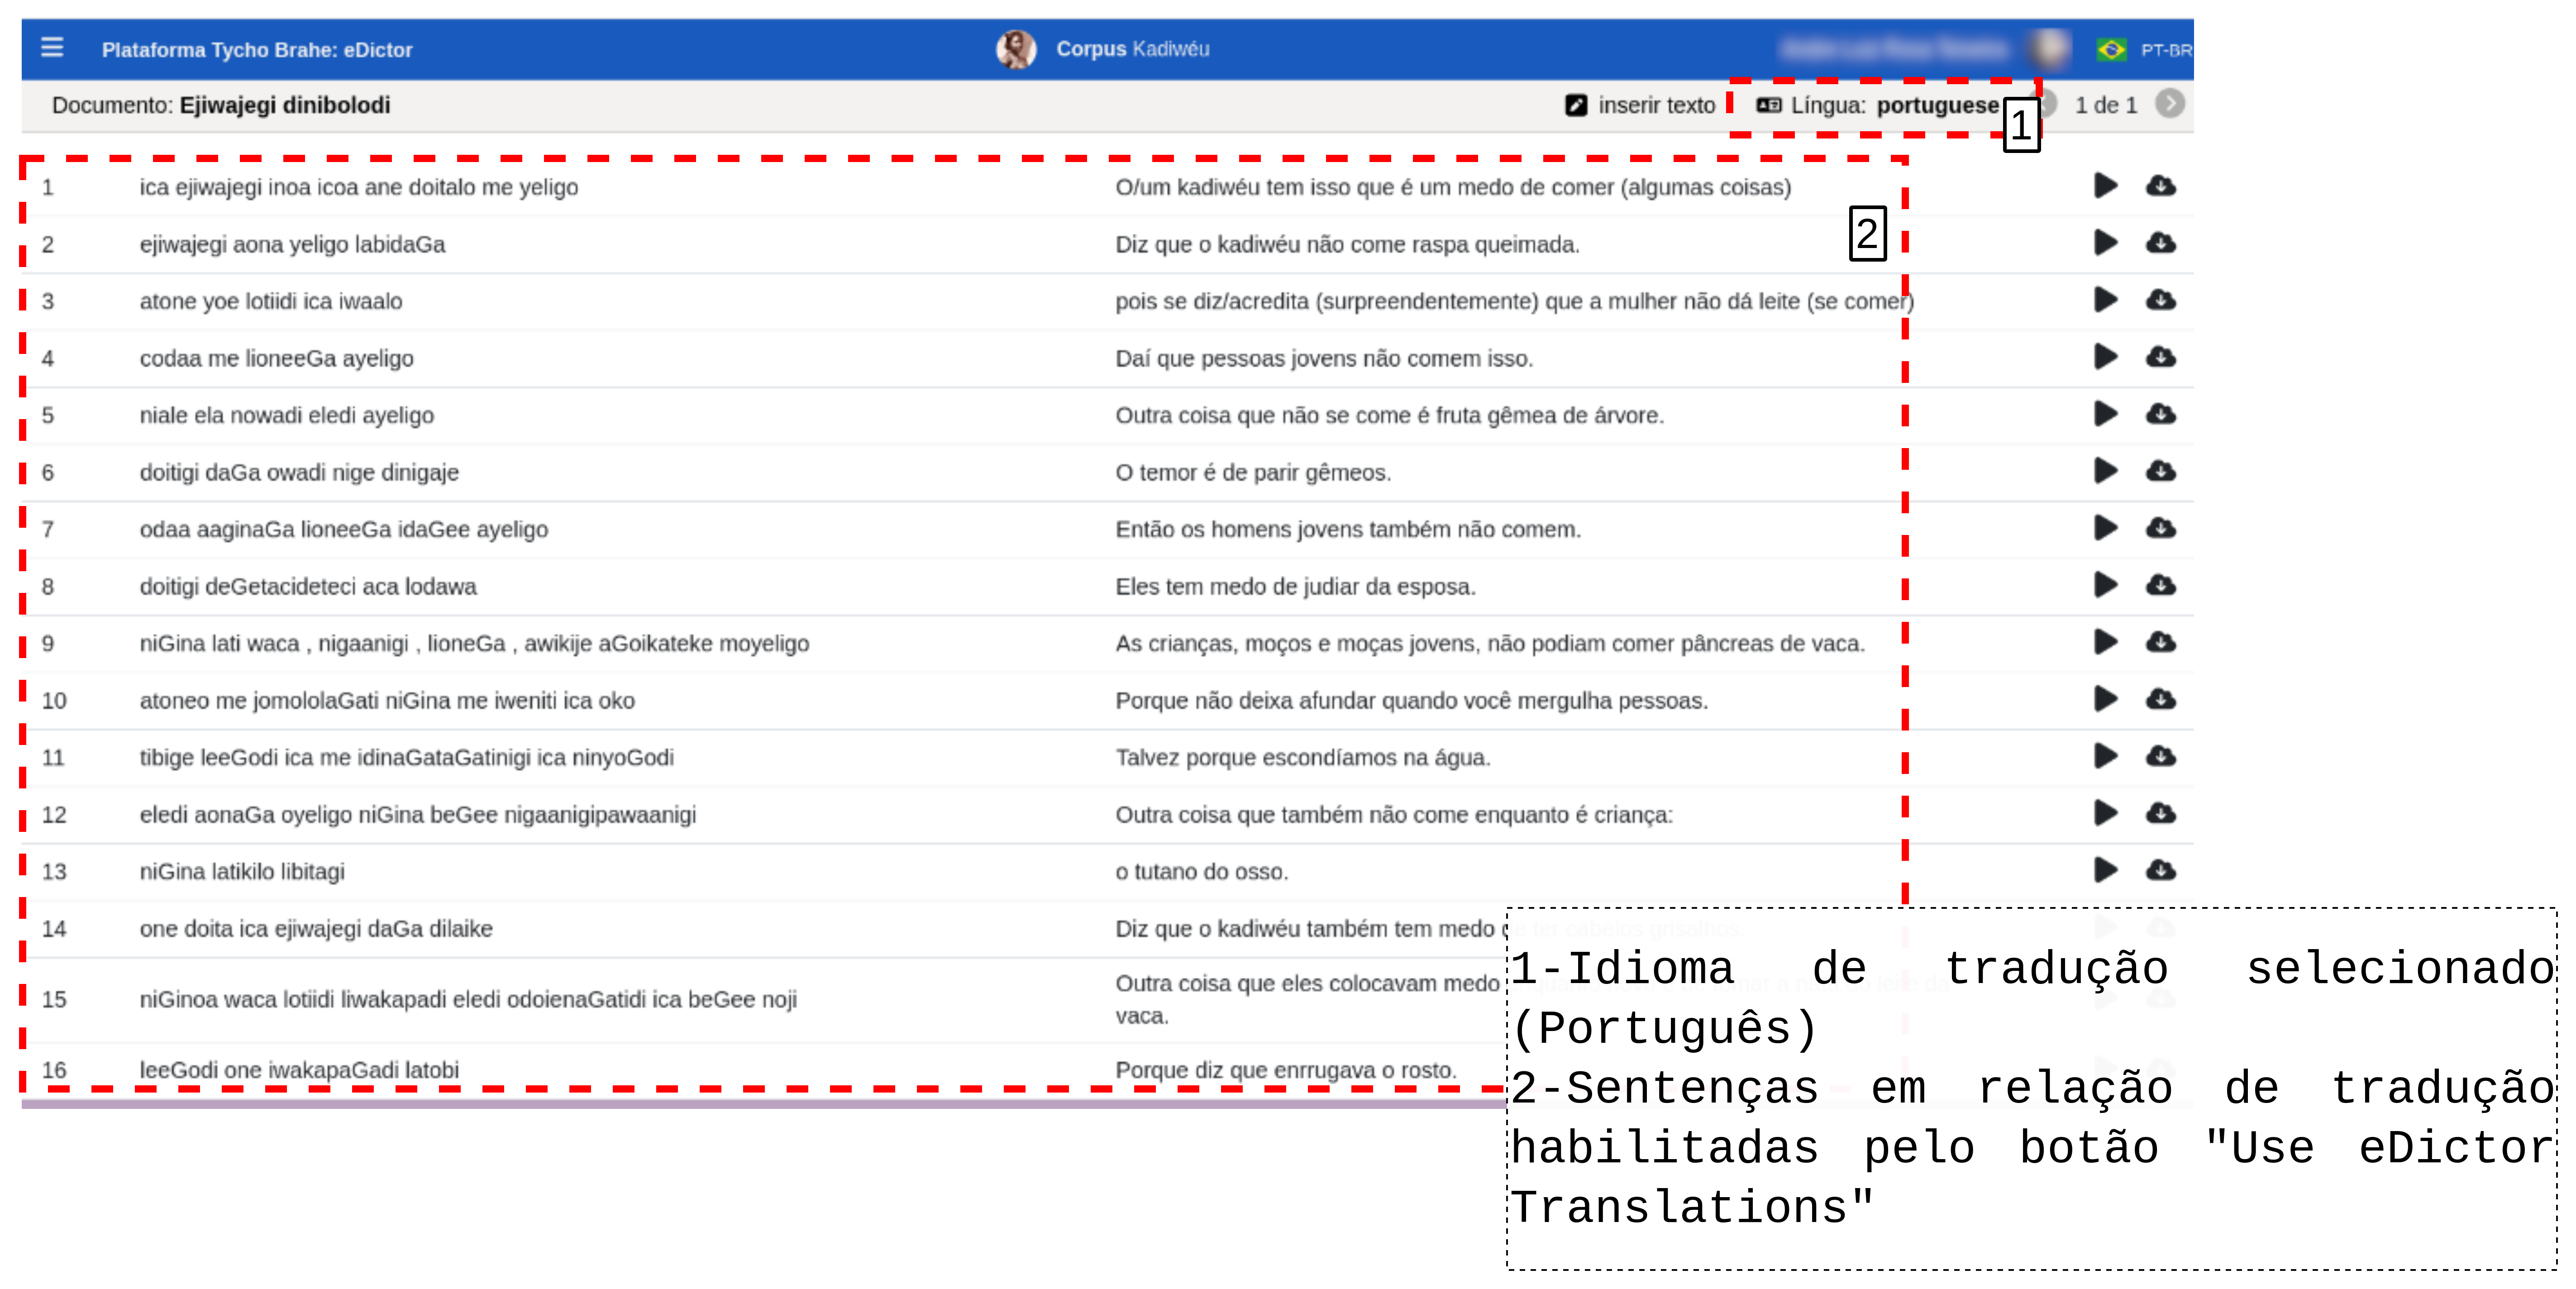 Plataforma Tycho Brahe: eDictor Corpus Kadiwéu PT-BR
Documento: Ejiwajegi dinibolodi inserir texto Língua: portuguese 1 de 1
1
1 ica ejiwajegi inoa icoa ane doitalo me yeligo O/um kadiwéu tem isso que é um medo de comer (algumas coisas)
2
2 ejiwajegi aona yeligo labidaGa Diz que o kadiwéu não come raspa queimada.
3 atone yoe lotiidi ica iwaalo pois se diz/acredita (surpreendentemente) que a mulher não dá leite (se comer)
4 codaa me lioneeGa ayeligo Daí que pessoas jovens não comem isso.
5 niale ela nowadi eledi ayeligo Outra coisa que não se come é fruta gêmea de árvore.
6 doitigi daGa owadi nige dinigaje O temor é de parir gêmeos.
7 odaa aaginaGa lioneeGa idaGee ayeligo Então os homens jovens também não comem.
8 doitigi deGetacideteci aca lodawa Eles tem medo de judiar da esposa.
9 niGina lati waca , nigaanigi , lioneGa , awikije aGoikateke moyeligo As crianças, moços e moças jovens, não podiam comer pâncreas de vaca.
10 atoneo me jomololaGati niGina me iweniti ica oko Porque não deixa afundar quando você mergulha pessoas.
11 tibige leeGodi ica me idinaGataGatinigi ica ninyoGodi Talvez porque escondíamos na água.
12 eledi aonaGa oyeligo niGina beGee nigaanigipawaanigi Outra coisa que também não come enquanto é criança:
13 niGina latikilo libitagi o tutano do osso.
14 one doita ica ejiwajegi daGa dilaike Diz que o kadiwéu também tem medo de ter cabelos grisalhos.
15 niGinoa waca lotiidi liwakapadi eledi odoienaGatidi ica beGee noji Outra coisa que eles colocavam medo
vaca.
16 leeGodi one iwakapaGadi latobi Porque diz que enrrugava o rosto.
1-Idioma de tradução selecionado
(Português)
2-Sentenças em relação de tradução
habilitadas pelo botão "Use eDictor
Translations"